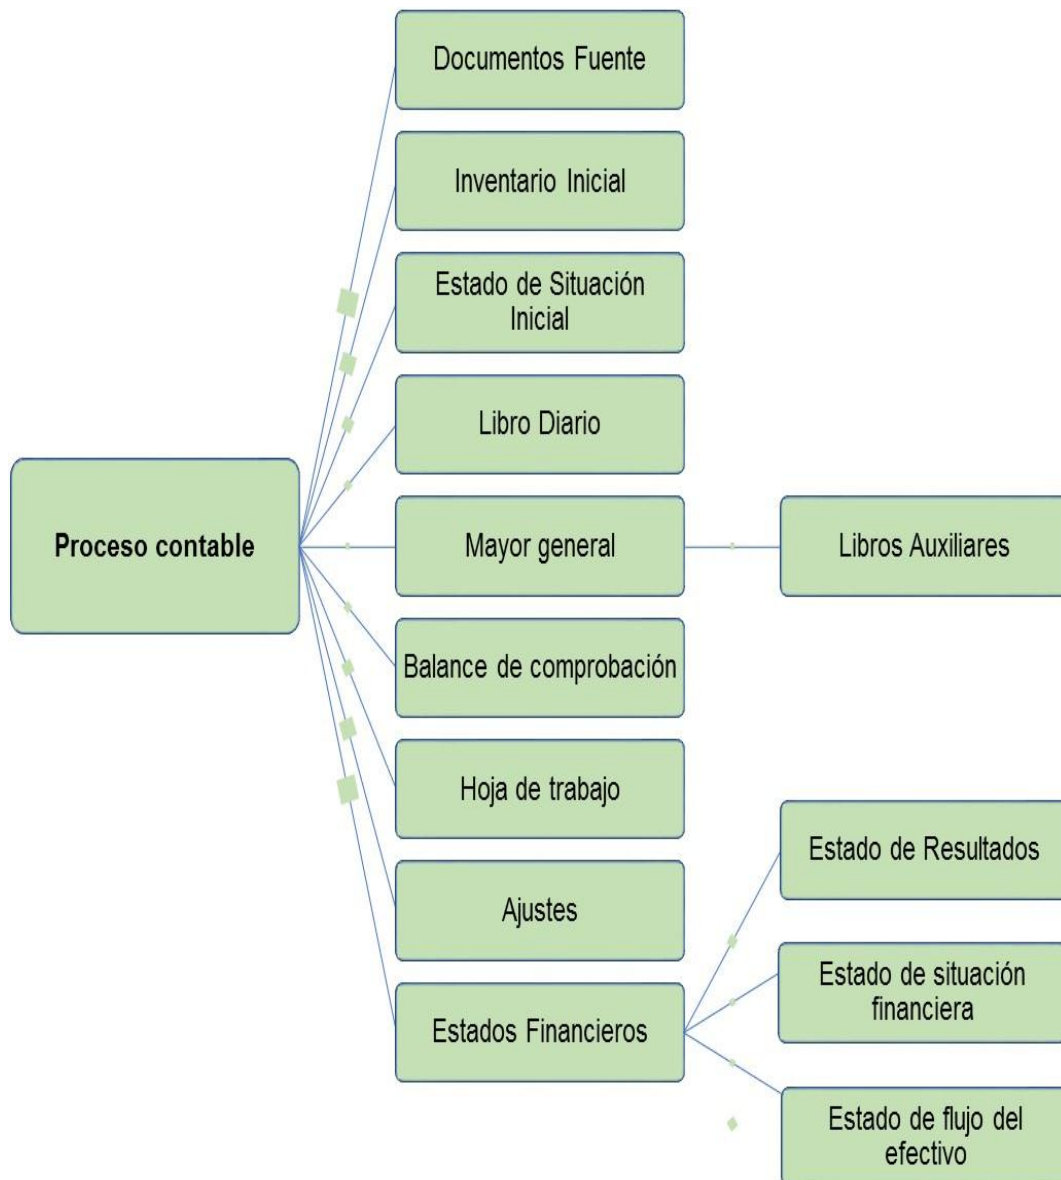 Documentos Fuente
Inventario Inicial
Estado de Situación
Inicial
Libro Diario
Proceso contable
Mayor general
Libros Auxiliares
Balance de comprobación
Hoja de trabajo
Estado de Resultados
Ajustes
Estado de situación
financiera
Estados Financieros
Estado de flujo del
efectivo